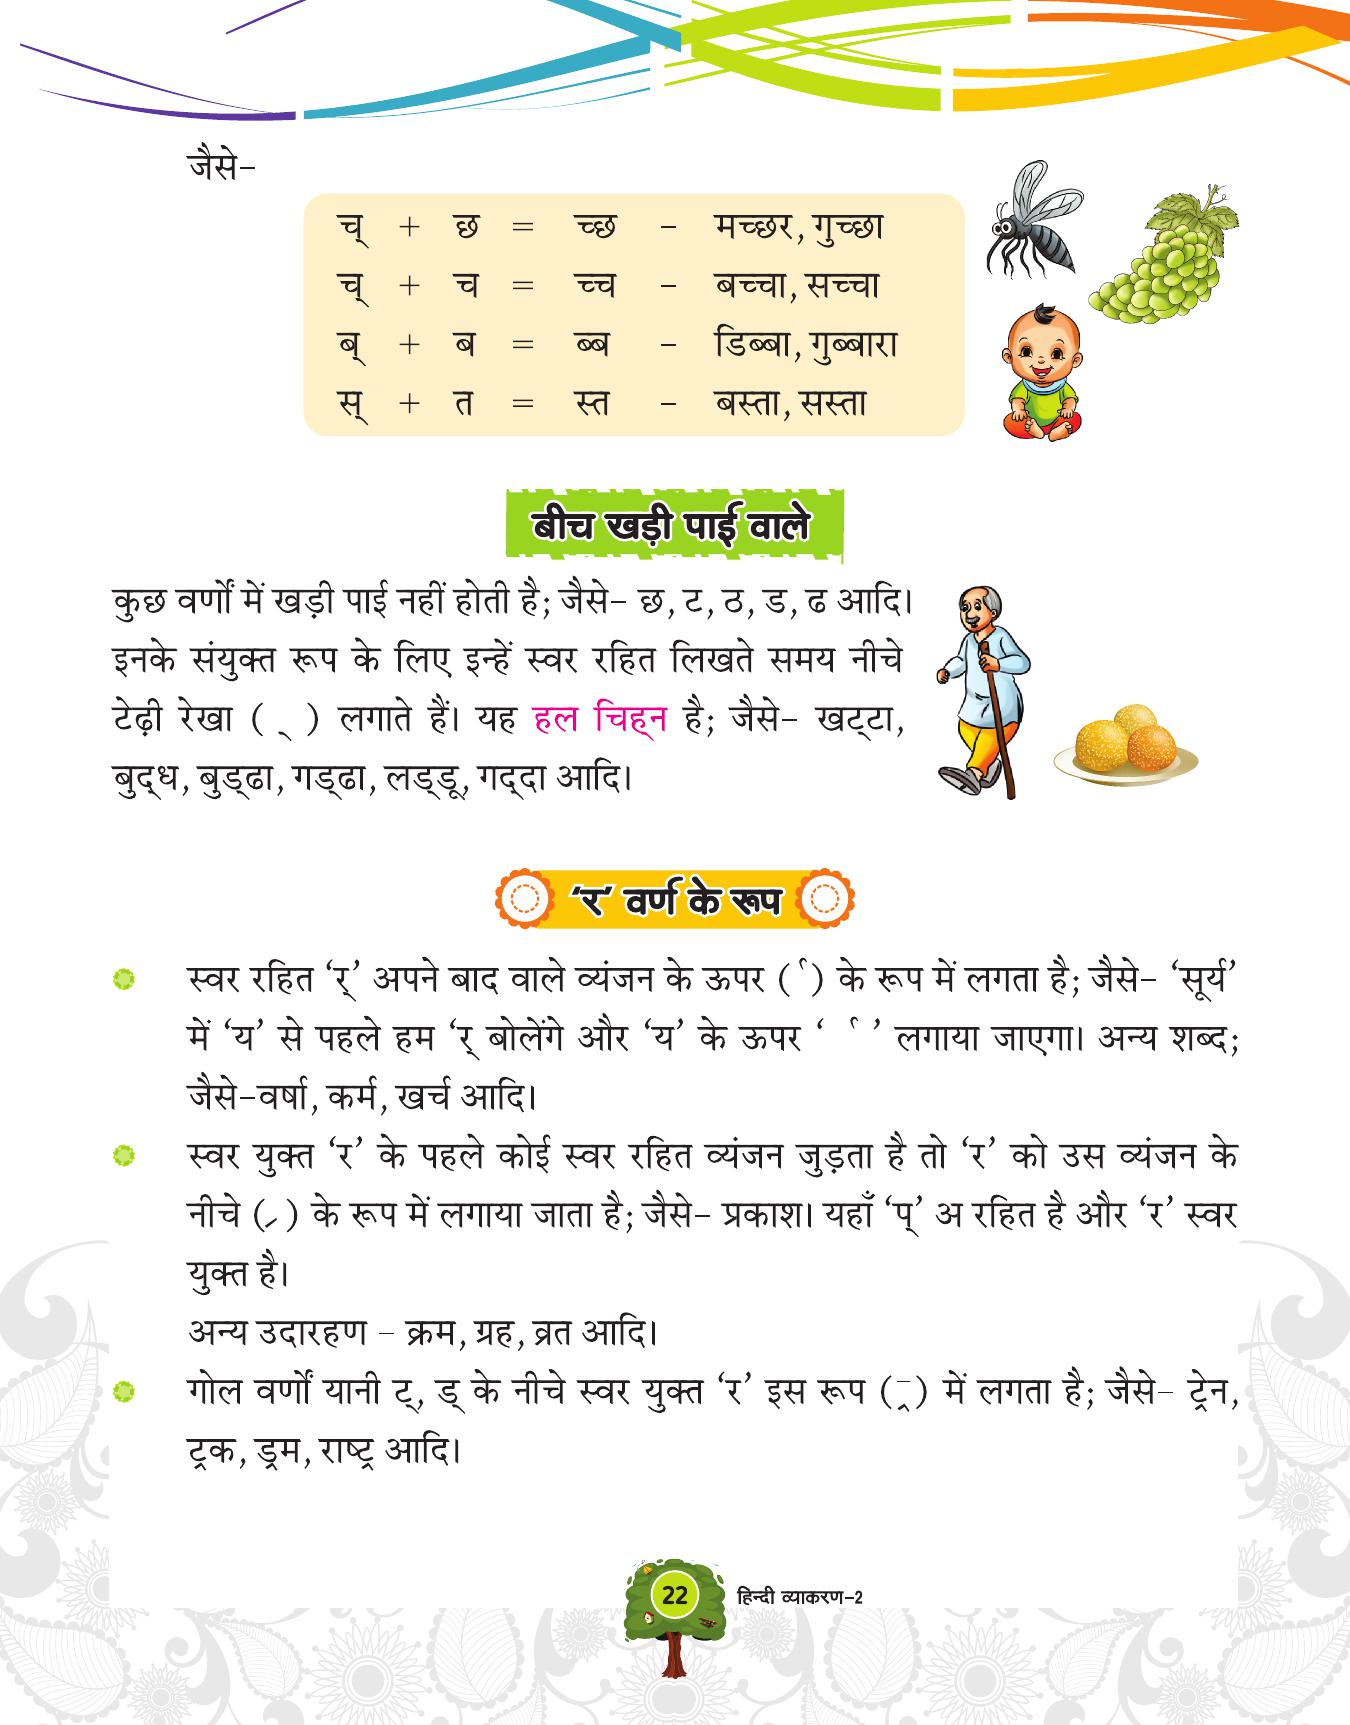 जैसे–
च् + छ = च्छ – मच्छर, गुच्छा
च् + च = च्च – बच्चा, सच्चा
ब् + ब = ब्ब – डिब्बा, गुब्बारा
स् + त = स्त – बस्ता, सस्ता
बीच खड़ी पाई वाले
कुछ वर्णों में खड़ी पाई नहीं होती है; जैसे– छ, ट, ठ, ड, ढ आदि।
इनके संयुक्त रूप के लिए इन्हें स्वर रहित लिखते समय नीचे
टेढ़ी रेखा ( ् ) लगाते हैं। यह हल चिह्‌न है; जैसे– खट्‌टा,
बुद्‌ध, बुड्‌ढा, गड्‌ढा, लड्‌डू, गद्‌दा आदि।
‘र’ वर्ण के रूप
स्वर रहित ‘र्’ अपने बाद वाले व्यंजन के ऊपर (र्) के रूप में लगता है; जैसे– ‘सूर्य’
में ‘य’ से पहले हम ‘र् बोलेंगे और ‘य’ के ऊपर ‘ र् ’ लगाया जाएगा। अन्य शब्द;
जैसे–वर्षा, कर्म, खर्च आदि।
स्वर युक्त ‘र’ के पहले कोई स्वर रहित व्यंजन जुड़ता है तो ‘र’ को उस व्यंजन के
नीचे (्र) के रूप में लगाया जाता है; जैसे– प्रकाश। यहाँ ‘प्’ अ रहित है और ‘र’ स्वर
युक्त है।
अन्य उदारहण – क्रम, ग्रह, व्रत आदि।
गोल वर्णों यानी ट्, ड् के नीचे स्वर युक्त ‘र’ इस रूप (्र) में लगता है; जैसे– ट्रेन,
ट्रक, ड्रम, राष्ट्र आदि।
22 हिन्दी व्याकरण–2